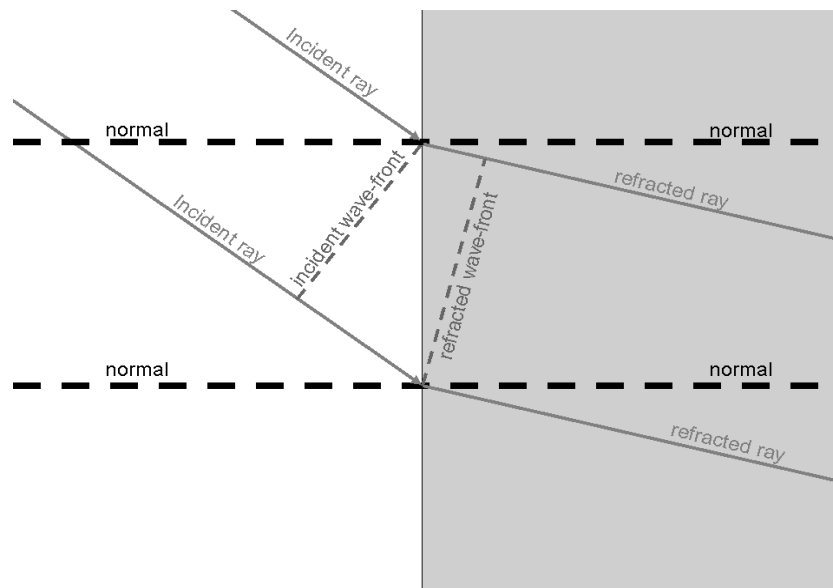 Incident ray
normal
normal
incident wave-front
refracted ray
Incident ray
refracted wave-front
normal
normal
refracted ray